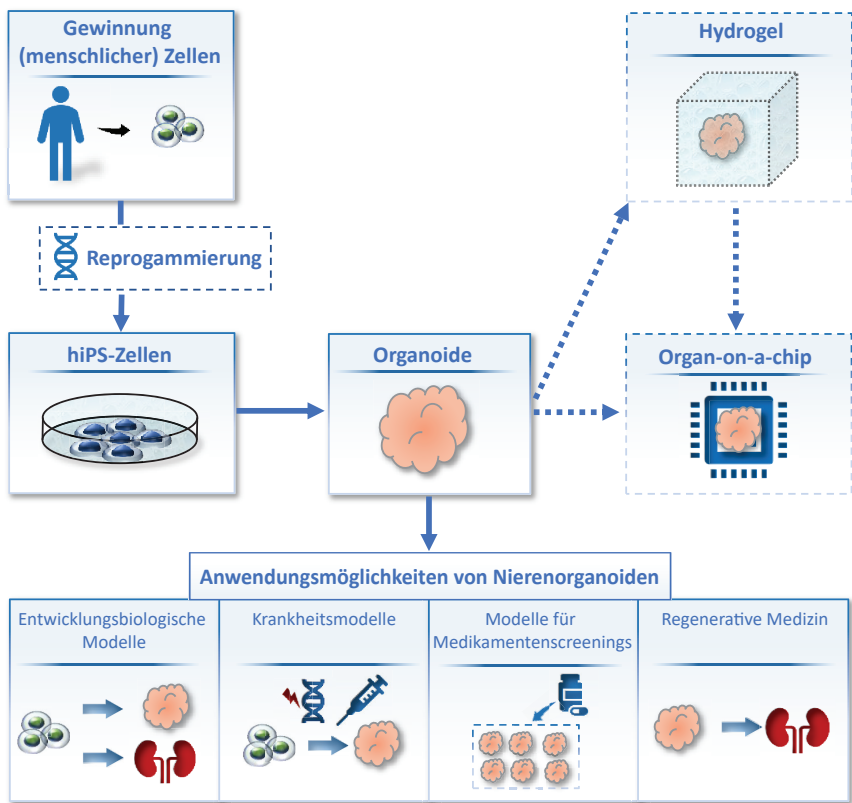 Gewinnung
(menschlicher) Zellen
Hydrogel
Reprogammierung
hiPS-Zellen
Organoide
Organ-on-a-chip
Anwendungsmöglichkeiten von Nierenorganoiden
Entwicklungsbiologische
Modelle
Krankheitsmodelle
Modelle für
Medikamentenscreenings
Regenerative Medizin